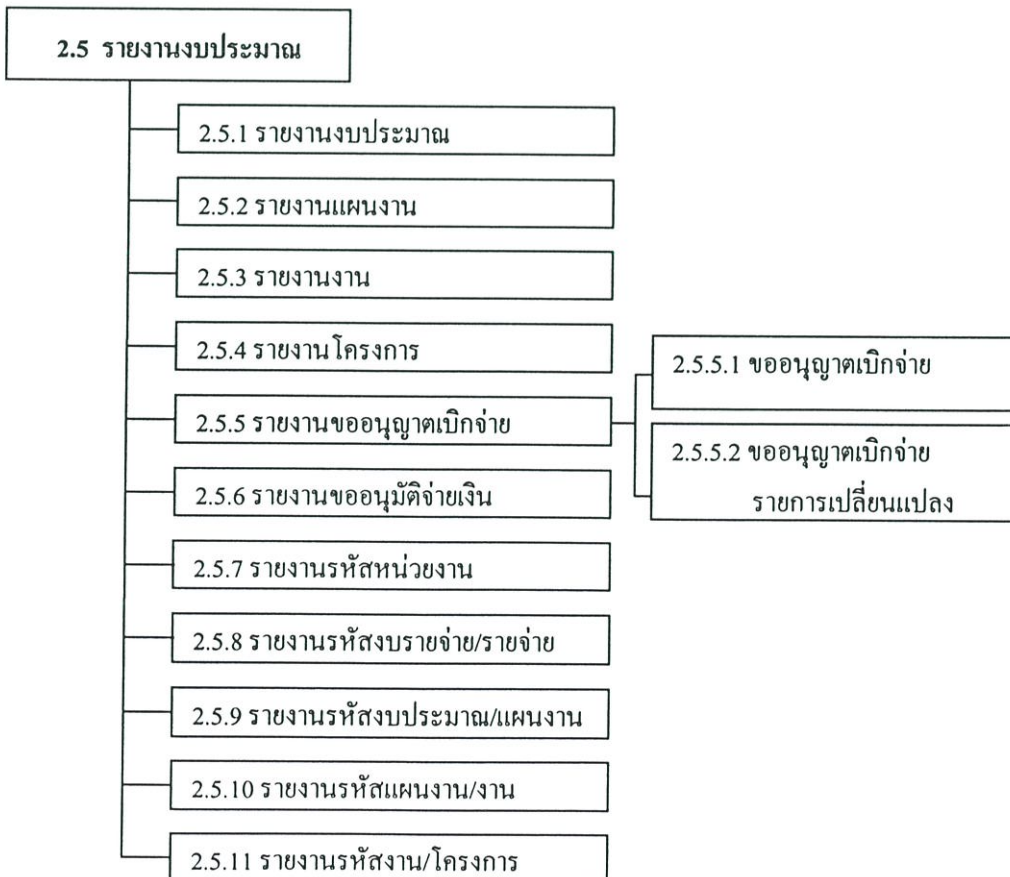 2.5 รายงานงบประมาณ
2.5.1 รายงานงบประมาณ
2.5.2 รายงานแผนงาน
2.5.3 รายงานงาน
2.5.4 รายงานโครงการ
2.5.5 รายงานขออนุญาตเบิกจ่าย
2.5.5.1 ขออนุญาตเบิกจ่าย
2.5.5.2 ขออนุญาตเบิกจ่าย
รายการเปลี่ยนแปลง
2.5.6 รายงานขออนุมัติจ่ายเงิน
2.5.7 รายงานรหัสหน่วยงาน
2.5.8 รายงานรหัสงบรายจ่าย/รายจ่าย
2.5.9 รายงานรหัสงบประมาณ/แผนงาน
2.5.10 รายงานรหัสแผนงาน/งาน
2.5.11 รายงานรหัสงาน/โครงการ